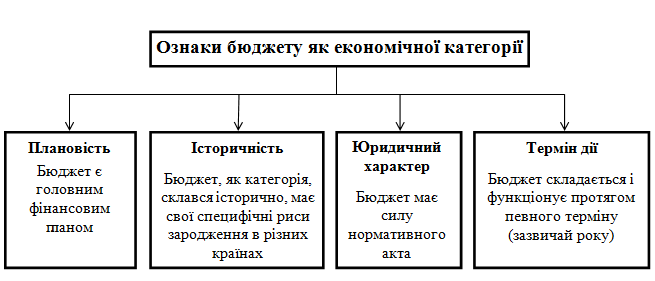 Ознаки бюджету як економічної категорії
Плановість
Бюджет є
головним
фінансовим
планом
Історичність
Бюджет, як категорія,
склався історично, має
свої специфічні риси
зародження в різних
країнах
Юридичний
характер
Бюджет має
силу
нормативного
акта
Термін дії
Бюджет складається і
функціонує протягом
певного терміну
(зазвичай року)